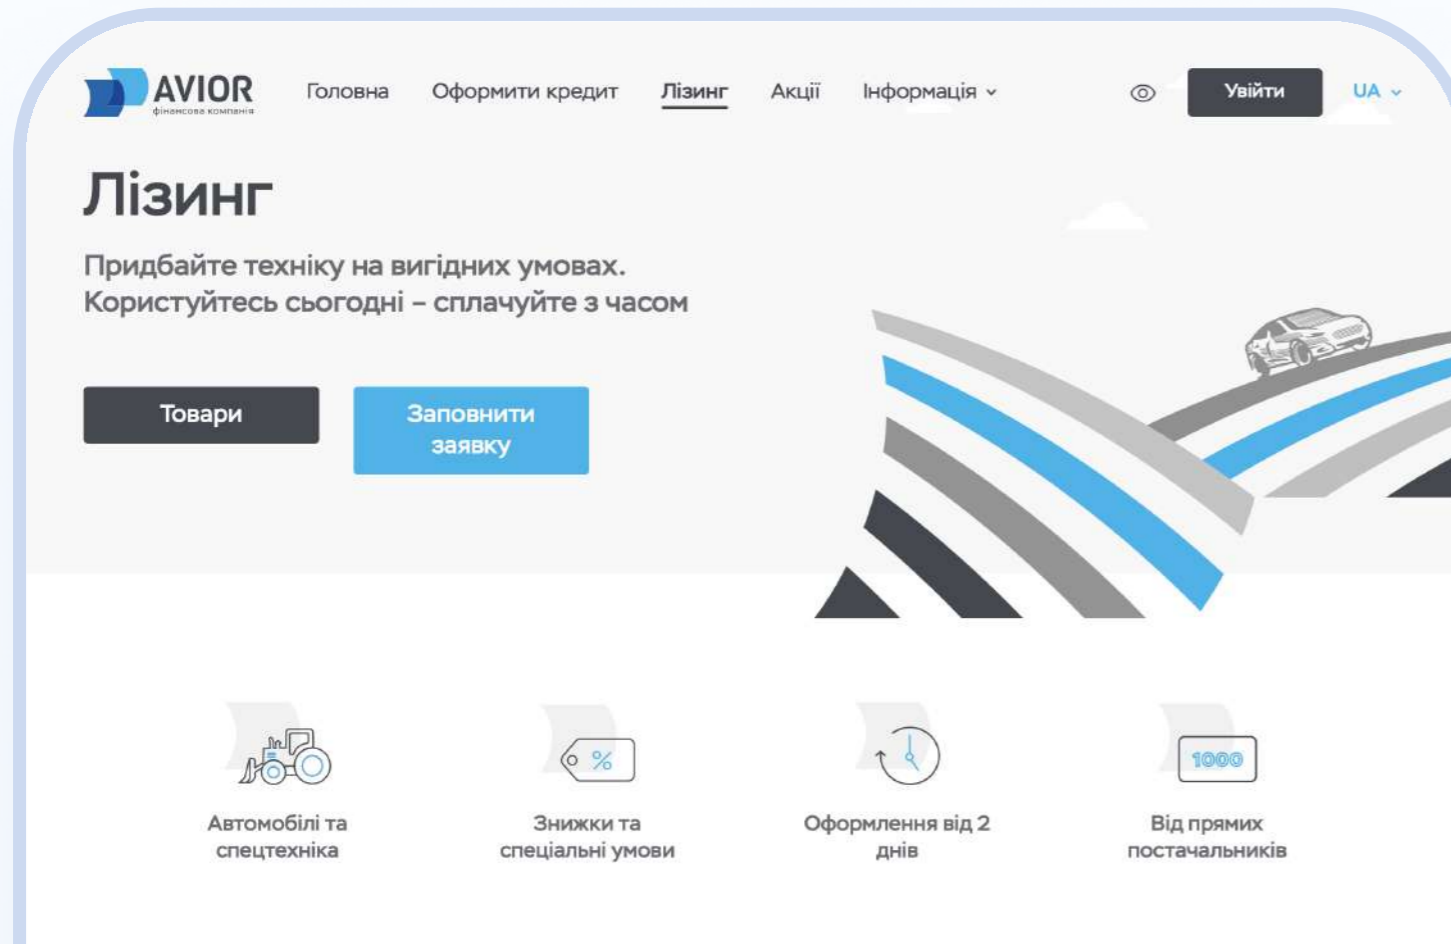 AVIOR
фінансова компанія
Головна
Оформити кредит
Лізинг
Акції
Інформація
Увійти
UA
Лізинг
Придбайте техніку на вигідних умовах.
Користуйтесь сьогодні – сплачуйте з часом
Товари
Заповнити
заявку
%
1000
Автомобілі та
спецтехніка
Знижки та
спеціальні умови
Оформлення від 2
днів
Від прямих
постачальників